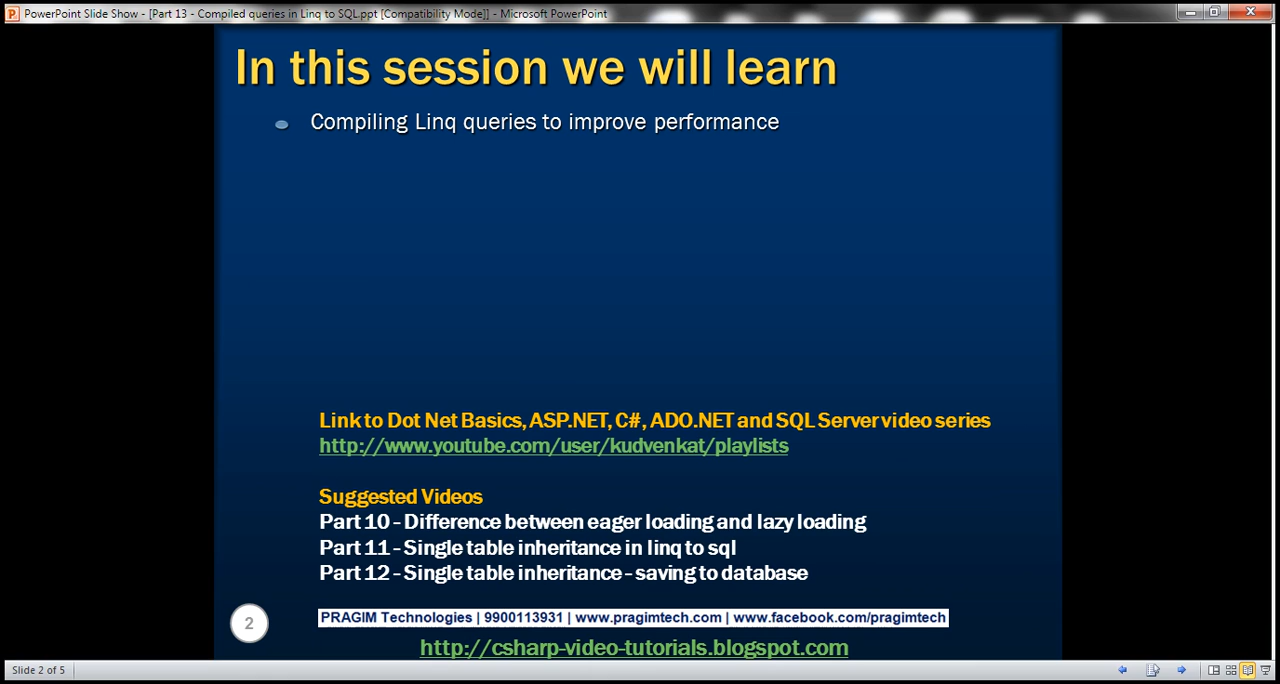 PowerPoint Slide Show - [Part 13 - Compiled queries in Linq to SQL.ppt [Compatibility Mode]] - Microsoft PowerPoint
In this session we will learn
Compiling Linq queries to improve performance
Link to Dot Net Basics, ASP.NET, C#, ADO.NET and SQL Server video series
http://www.youtube.com/user/kudvenkat/playlists
Suggested Videos
Part 10 - Difference between eager loading and lazy loading
Part 11 - Single table inheritance in linq to sql
Part 12 - Single table inheritance - saving to database
2
PRAGIM Technologies | 9900113931 | www.pragimtech.com | www.facebook.com/pragimtech
http://csharp-video-tutorials.blogspot.com
Slide 2 of 5